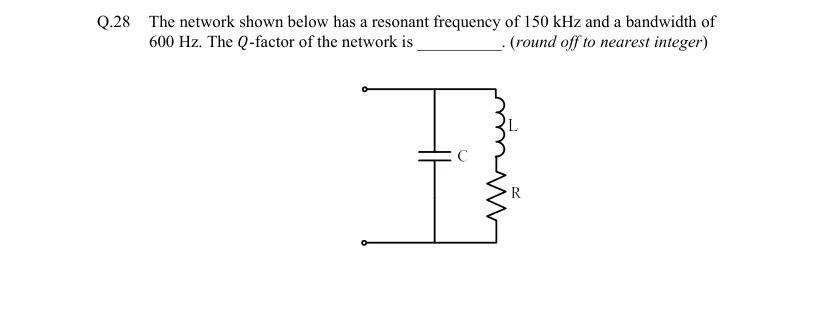 Q.28 The network shown below has a resonant frequency of 150 kHz and a bandwidth of
600 Hz. The Q-factor of the network is __________. (round off to nearest integer)
L
C
R